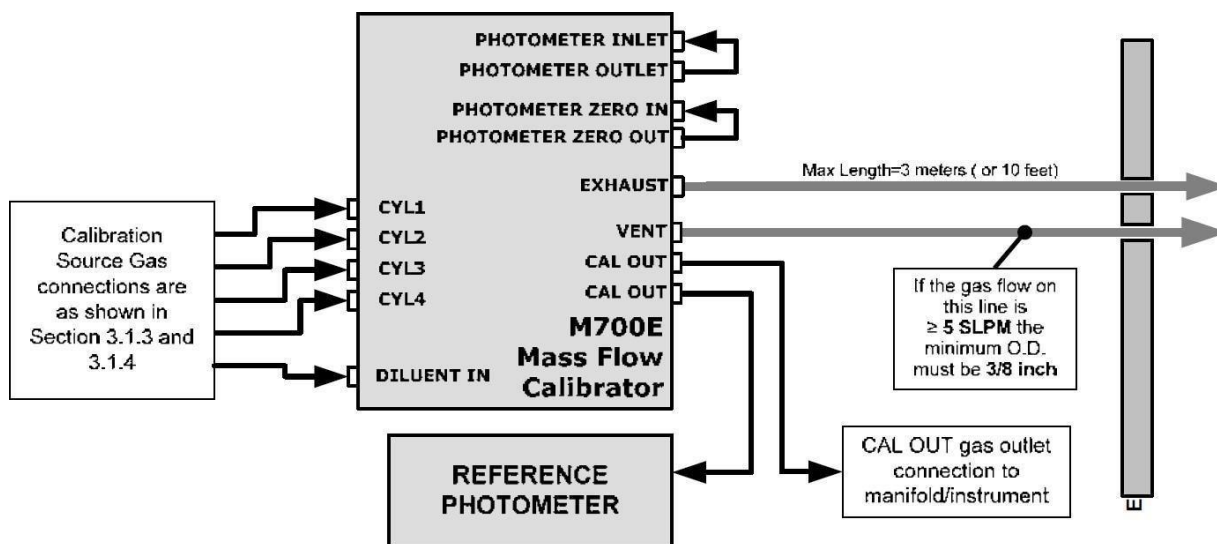 PHOTOMETER INLET
PHOTOMETER OUTLET
PHOTOMETER ZERO IN
PHOTOMETER ZERO OUT
EXHAUST
VENT
CAL OUT
CAL OUT
Max Length=3 meters ( or 10 feet)
Calibration
Source Gas
connections are
as shown in
Section 3.1.3 and
3.1.4
CYL1
CYL2
CYL3
CYL4
DILUENT IN
M700E
Mass Flow
Calibrator
If the gas flow on
this line is
≥ 5 SLPM the
minimum O.D.
must be 3/8 inch
REFERENCE
PHOTOMETER
CAL OUT gas outlet
connection to
manifold/instrument
E